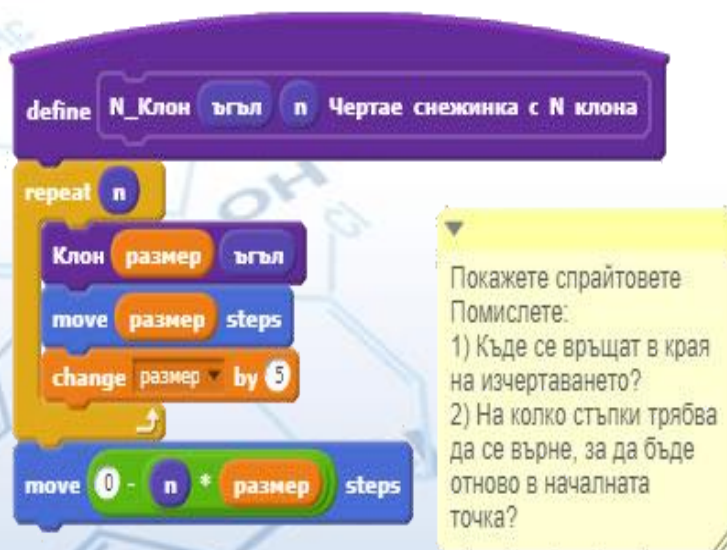 define N_Клон ъгъл n Чертае снежинка с N клона
repeat n
Клон размер ъгъл
move размер steps
change размер by 5
move 0 - n * размер steps
Покажете спрайтовете
Помислете:
1) Къде се връщат в края
на изчертаването?
2) На колко стъпки трябва
да се върне, за да бъде
отново в началната
точка?
OH